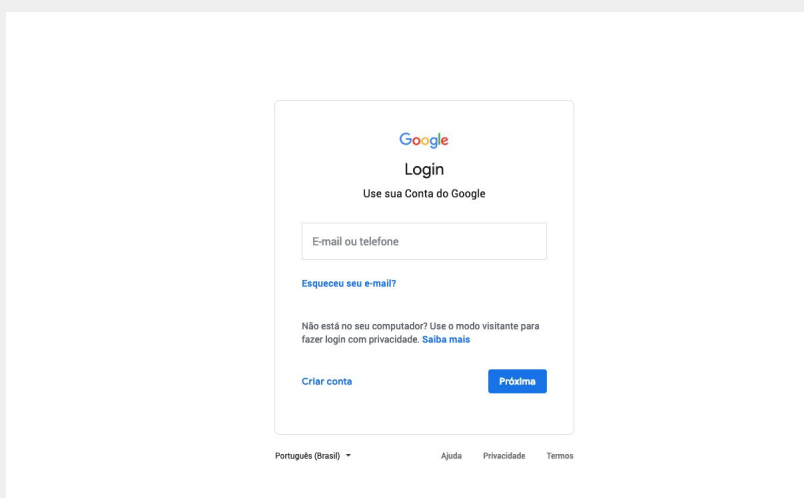 Google
Login
Use sua Conta do Google
E-mail ou telefone
Esqueceu seu e-mail?
Não está no seu computador? Use o modo visitante para
fazer login com privacidade. Saiba mais
Criar conta Próxima
Português (Brasil) Ajuda Privacidade Termos